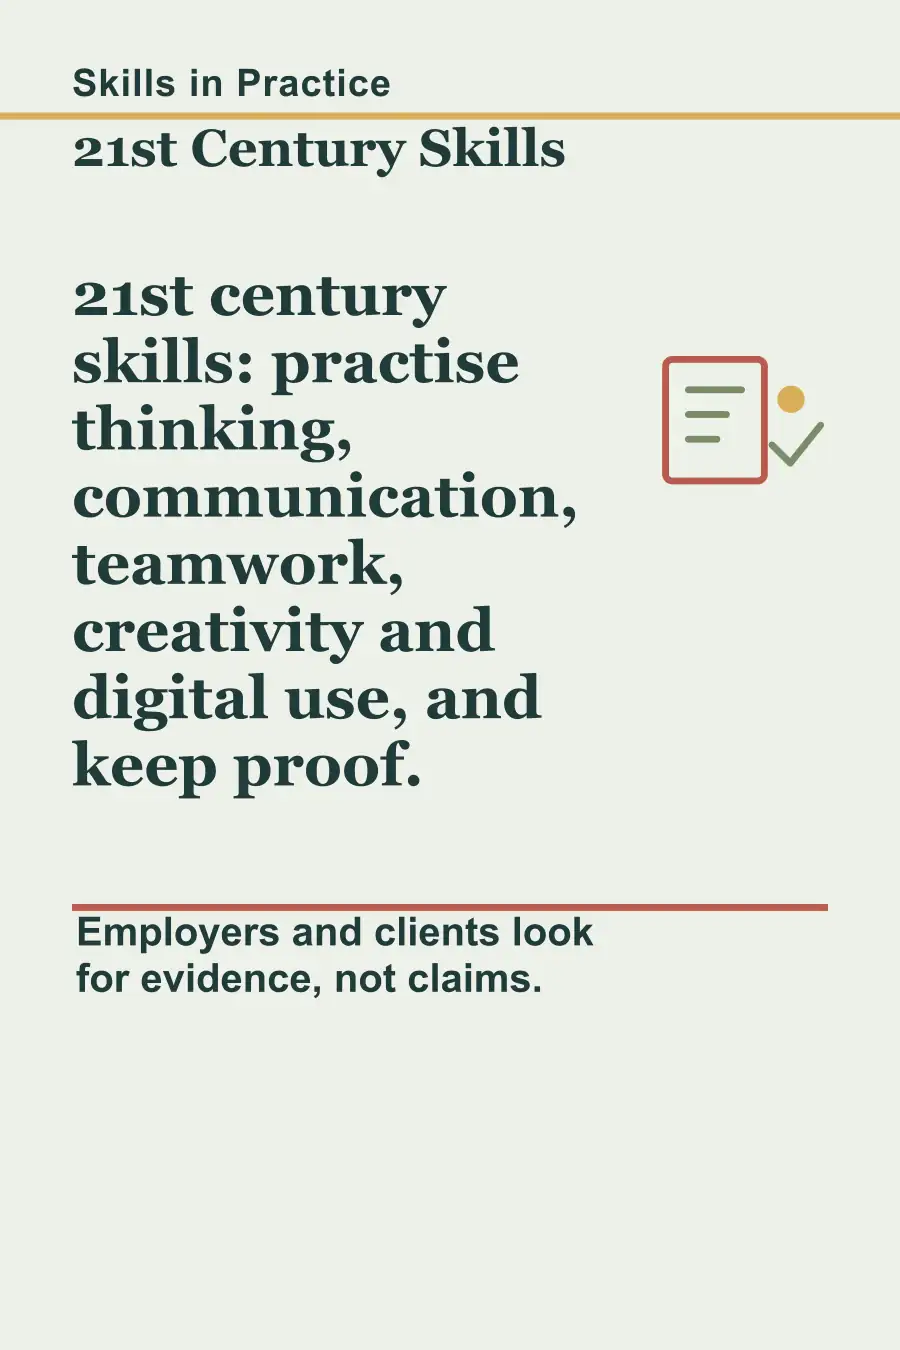 Skills in Practice
21st Century Skills
21st century
skills: practise
thinking,
communication,
teamwork,
creativity and
digital use, and
keep proof.
Employers and clients look
for evidence, not claims.